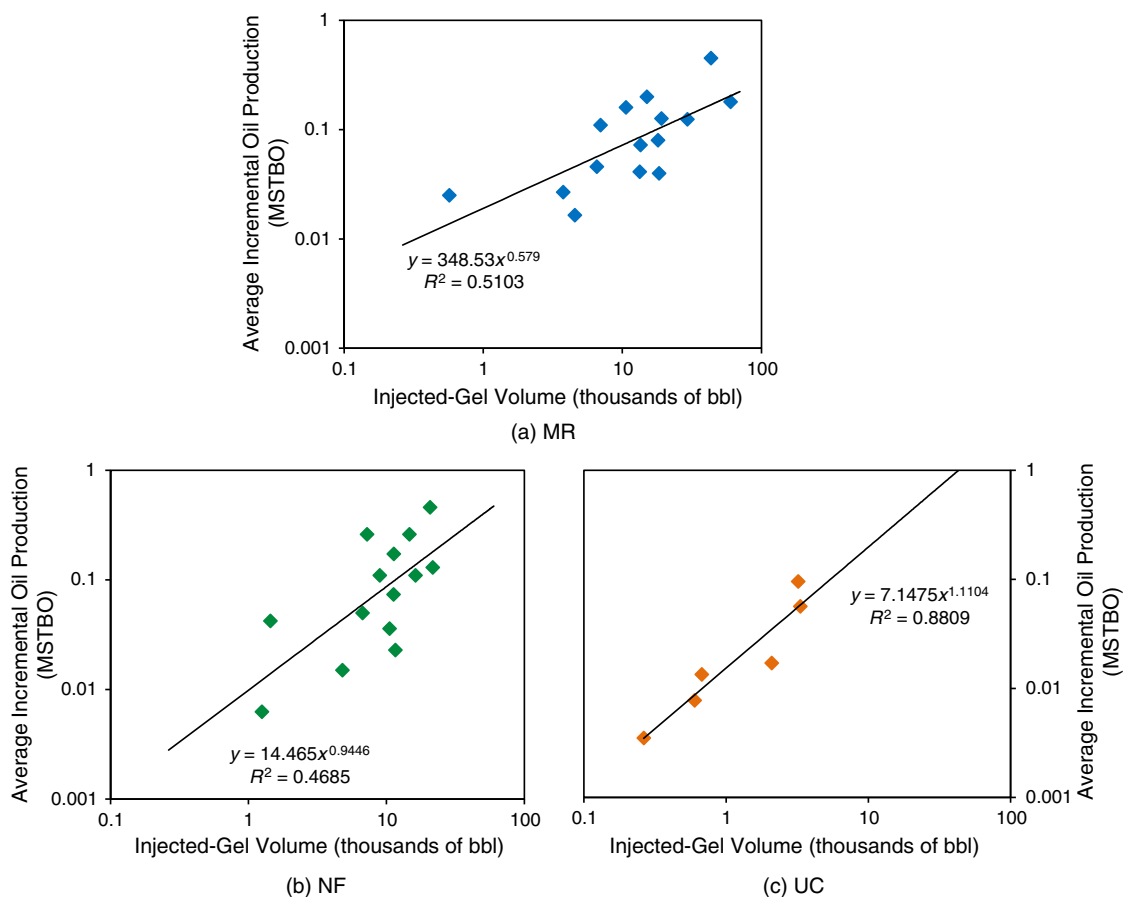 1
0.1
0.01
0.001
Average Incremental Oil Production
(MSTBO)
y = 348.53x^0.579
R² = 0.5103
0.1 1 10 100
Injected-Gel Volume (thousands of bbl)
(a) MR
1
0.1
0.01
0.001
Average Incremental Oil Production
(MSTBO)
y = 14.465x^0.9446
R² = 0.4685
0.1 1 10 100
Injected-Gel Volume (thousands of bbl)
(b) NF
1
0.1
0.01
0.001
Average Incremental Oil Production
(MSTBO)
y = 7.1475x^1.1104
R² = 0.8809
0.1 1 10 100
Injected-Gel Volume (thousands of bbl)
(c) UC